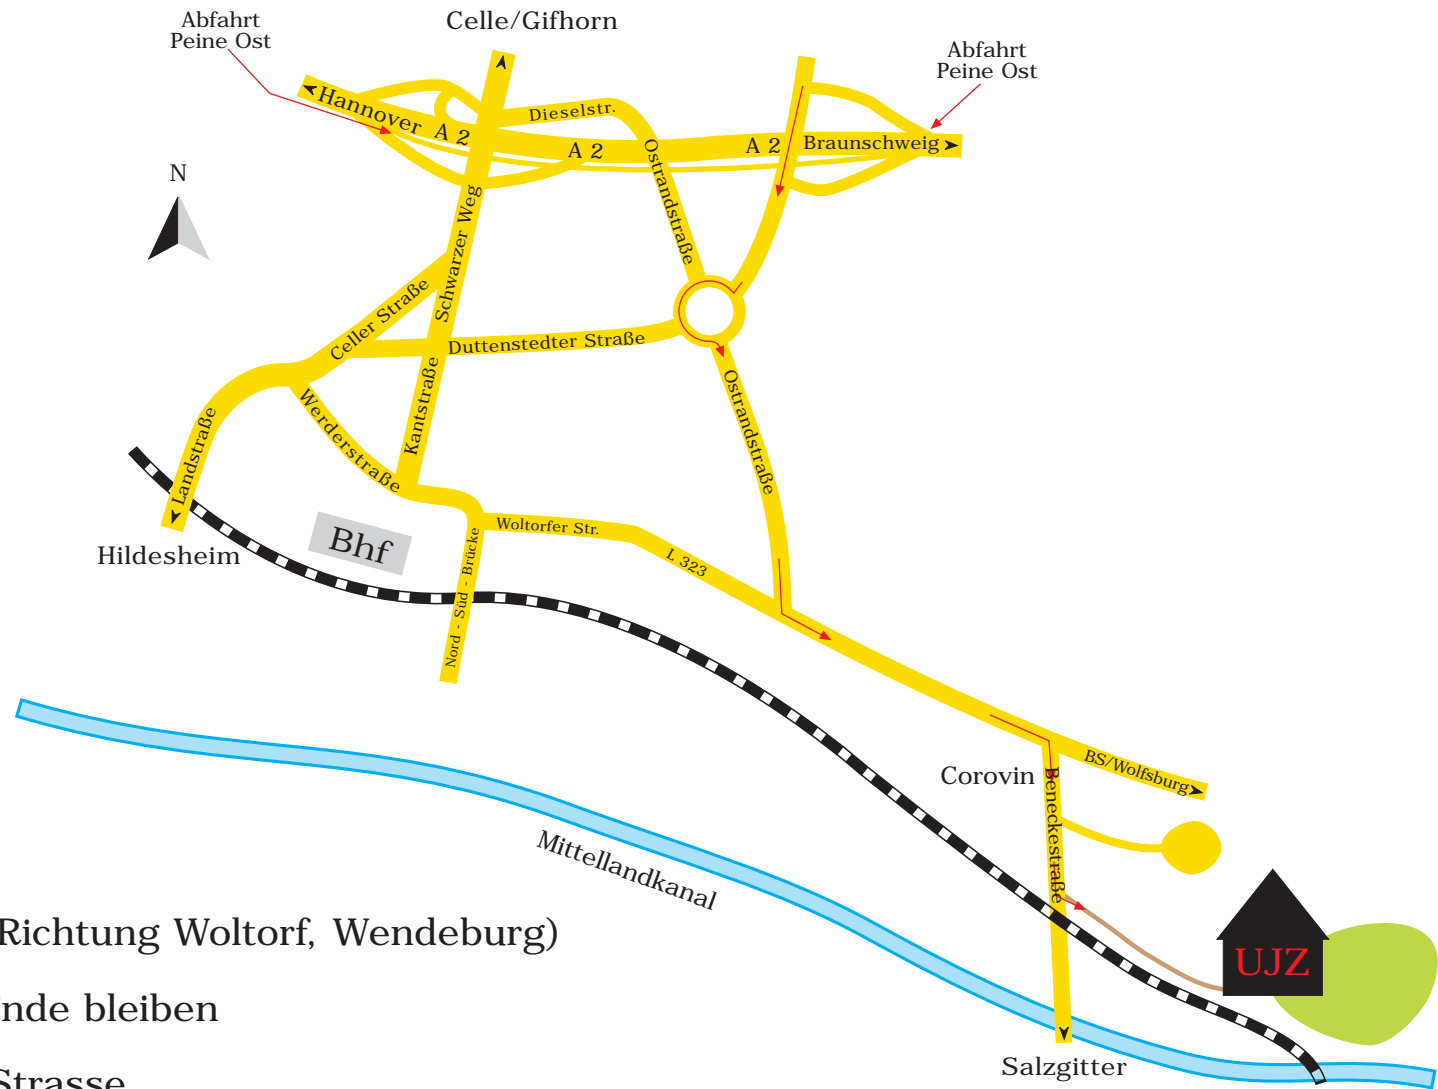 Abfahrt
Peine Ost
Celle/Gifhorn
Abfahrt
Peine Ost
Hannover
A 2
Dieselstr.
A 2
A 2
Braunschweig
N
Ostrandstraße
Schwarzer Weg
Celler Straße
Duttenstedter Straße
Kantstraße
Werderstraße
Landstraße
Ostrandstraße
Hildesheim
Bhf
Nord - Süd - Brücke
Woltorfer Str.
L 323
BS/Wolfsburg
Corovin
Beneckestraße
Mittellandkanal
Richtung Woltorf, Wendeburg)
UJZ
nde bleiben
Salzgitter
Strasse